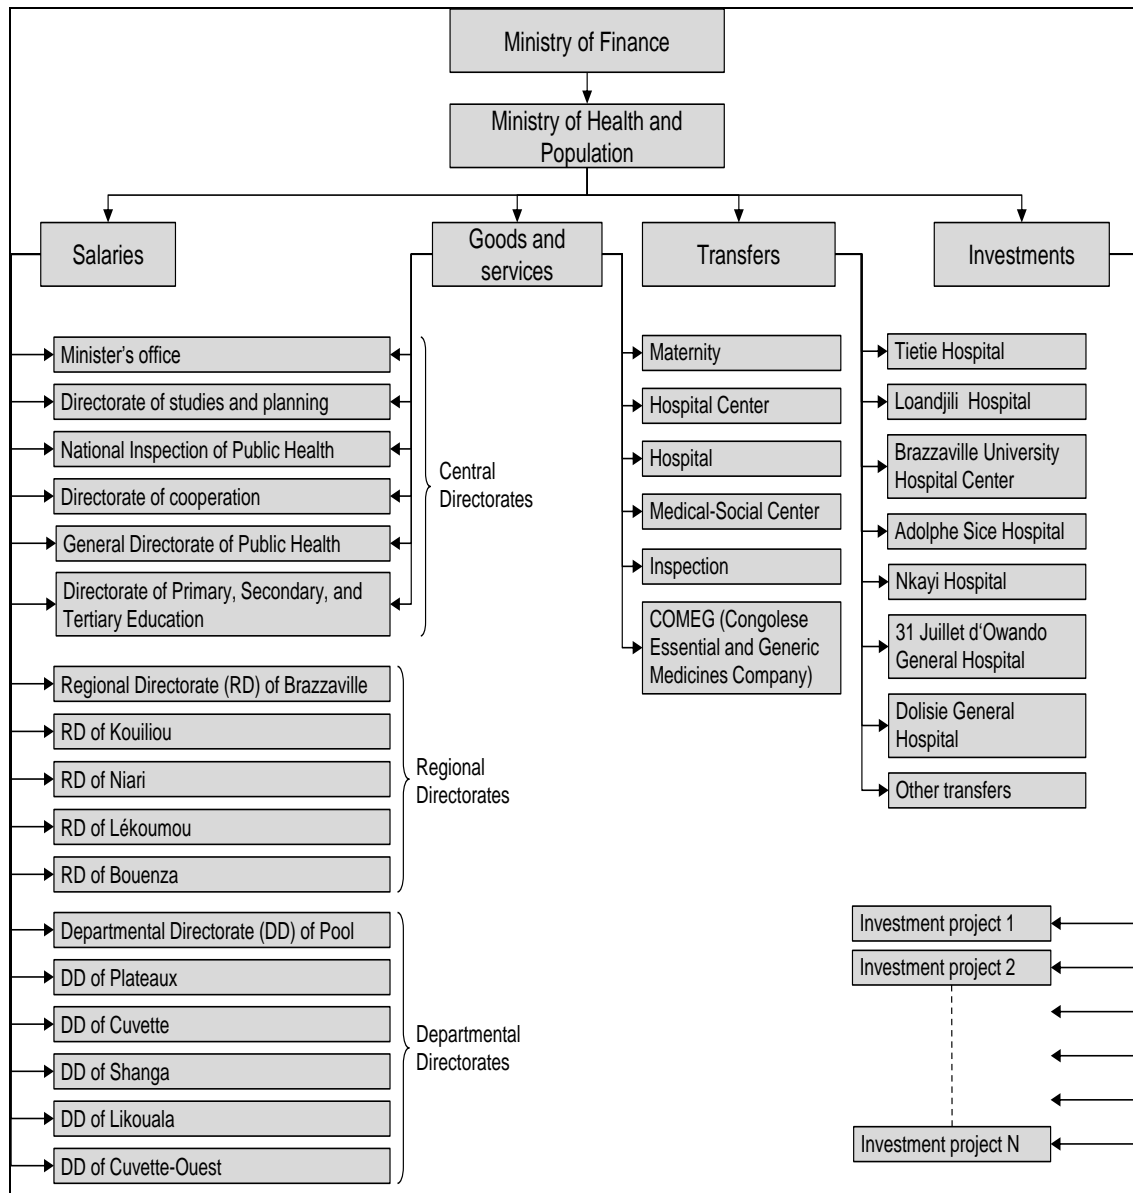 Ministry of Finance
Ministry of Health and
Population
Salaries
Goods and
services
Transfers
Investments
Minister's office
Directorate of studies and planning
National Inspection of Public Health
Directorate of cooperation
General Directorate of Public Health
Directorate of Primary, Secondary, and
Tertiary Education
Central
Directorates
Regional Directorate (RD) of Brazzaville
RD of Kouiliou
RD of Niari
RD of Lékoumou
RD of Bouenza
Regional
Directorates
Departmental Directorate (DD) of Pool
DD of Plateaux
DD of Cuvette
DD of Shanga
DD of Likouala
DD of Cuvette-Ouest
Departmental
Directorates
Maternity
Hospital Center
Hospital
Medical-Social Center
Inspection
COMEG (Congolese
Essential and Generic
Medicines Company)
Tietie Hospital
Loandjili Hospital
Brazzaville University
Hospital Center
Adolphe Sice Hospital
Nkayi Hospital
31 Juillet d'Owando
General Hospital
Dolisie General
Hospital
Other transfers
Investment project 1
Investment project 2
Investment project N